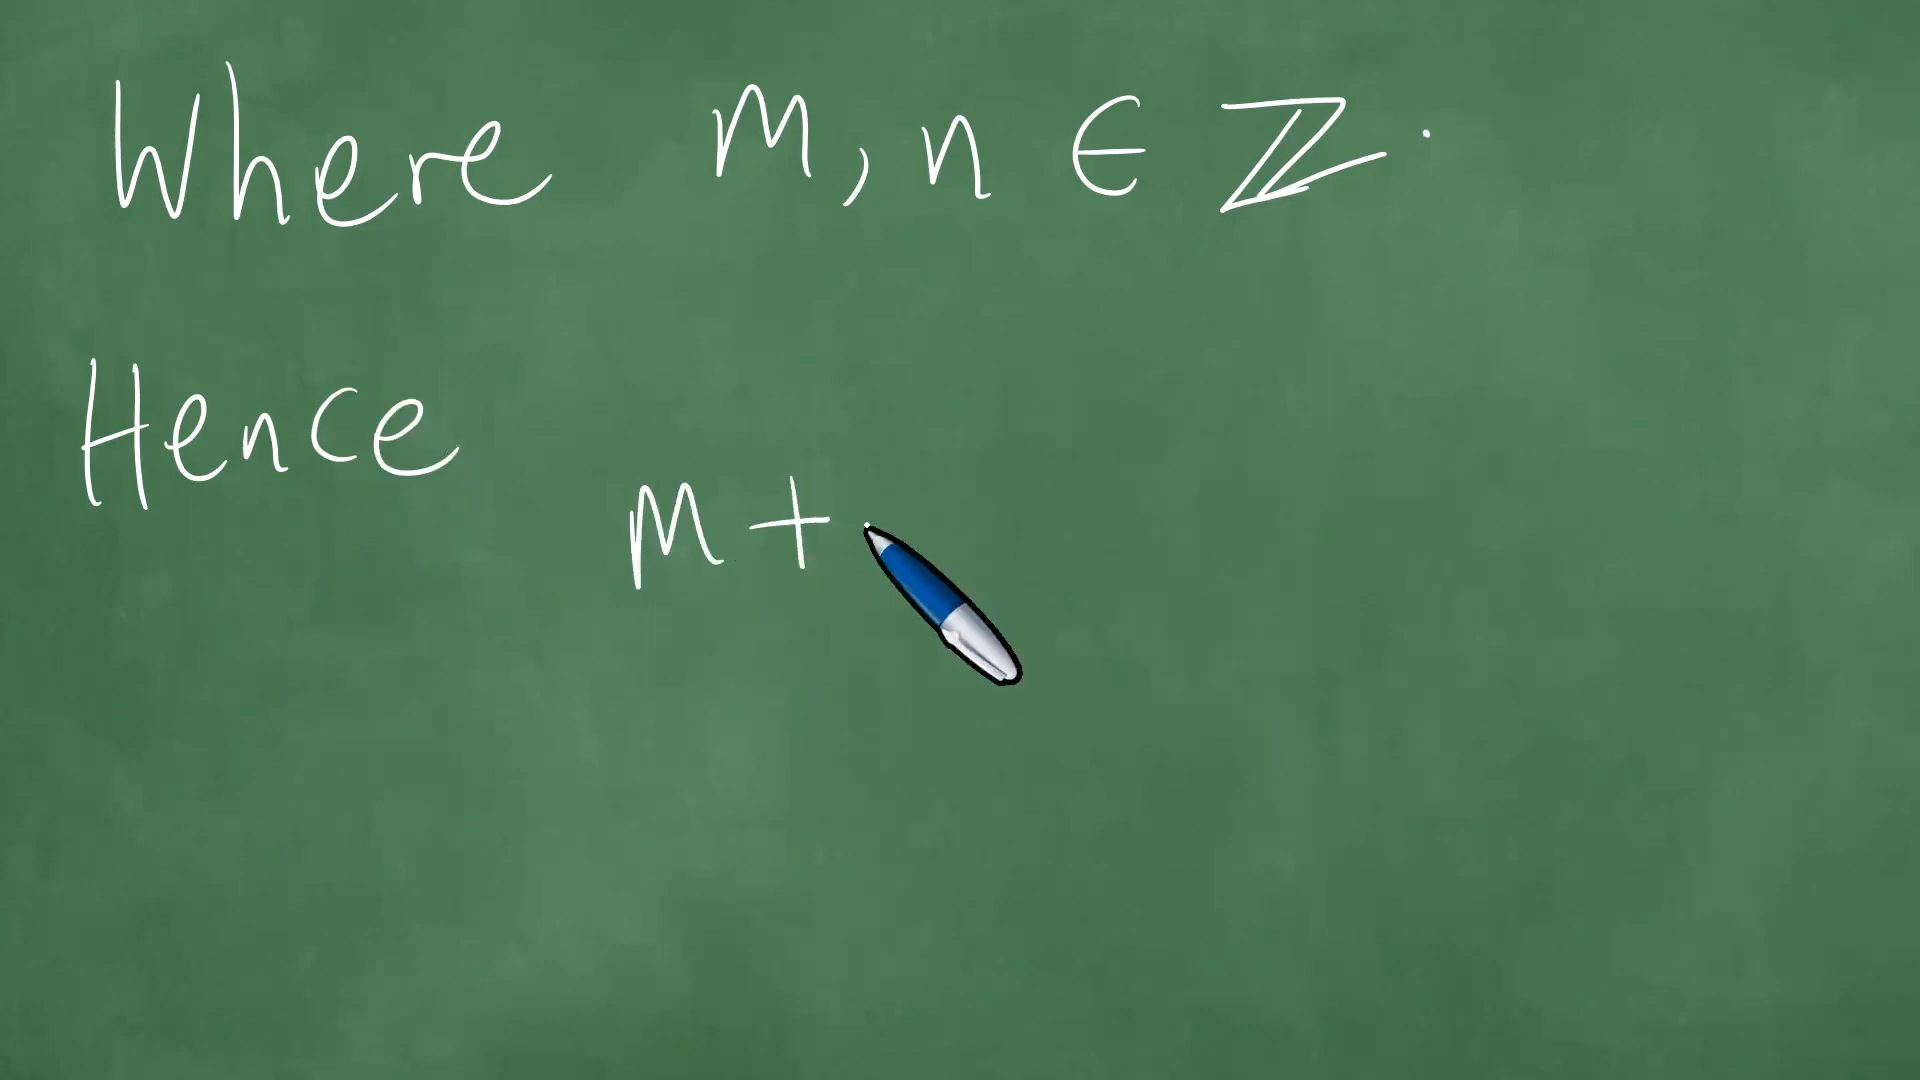 Where m, n ∈ ℤ.
Hence
m +